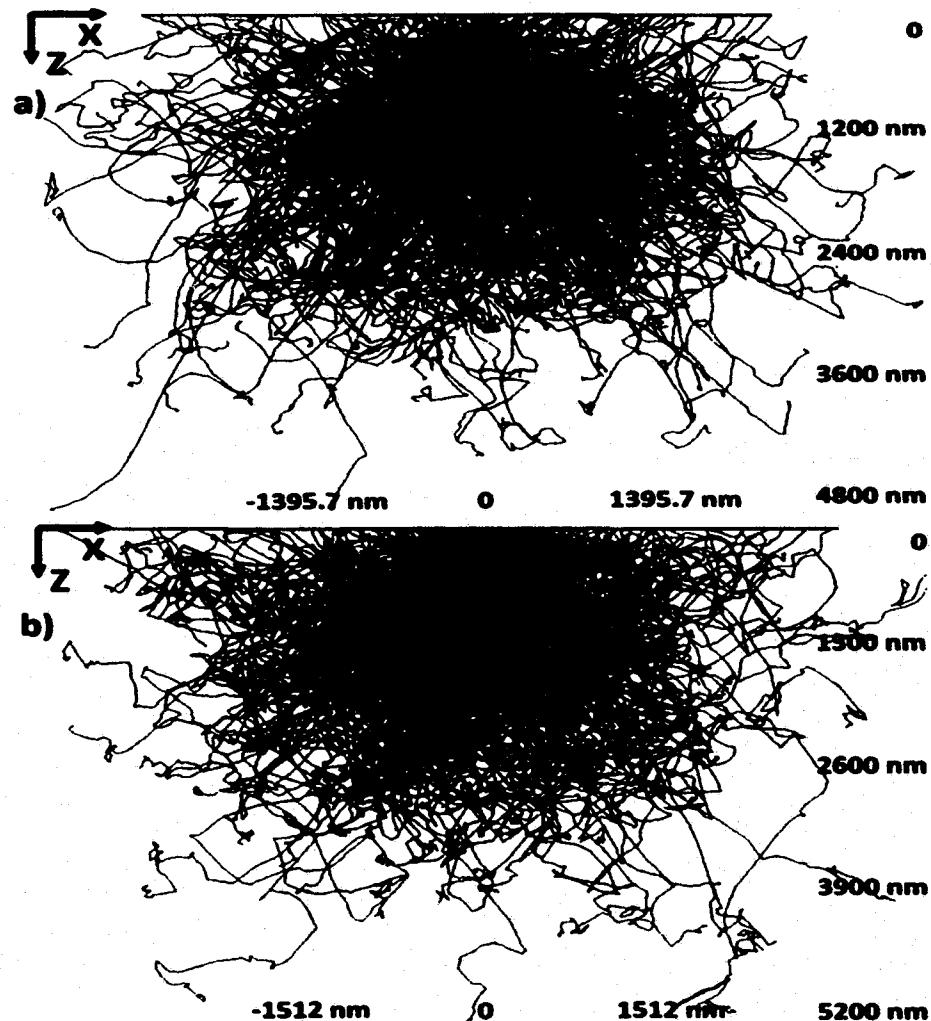 X
0
Z
a)
1200 nm
2400 nm
3600 nm
-1395.7 nm 0 1395.7 nm 4800 nm
X
0
Z
b)
1300 nm
2600 nm
3900 nm
-1512 nm 0 1512 nm 5200 nm